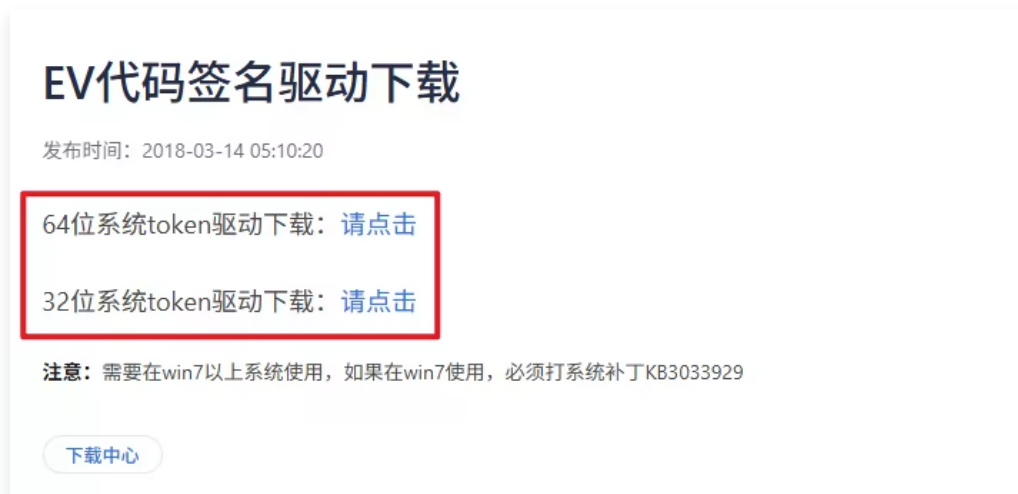 EV代码签名驱动下载
发布时间：2018-03-14 05:10:20
64位系统token驱动下载：请点击
32位系统token驱动下载：请点击
注意：需要在win7以上系统使用，如果在win7使用，必须打系统补丁KB3033929
下载中心